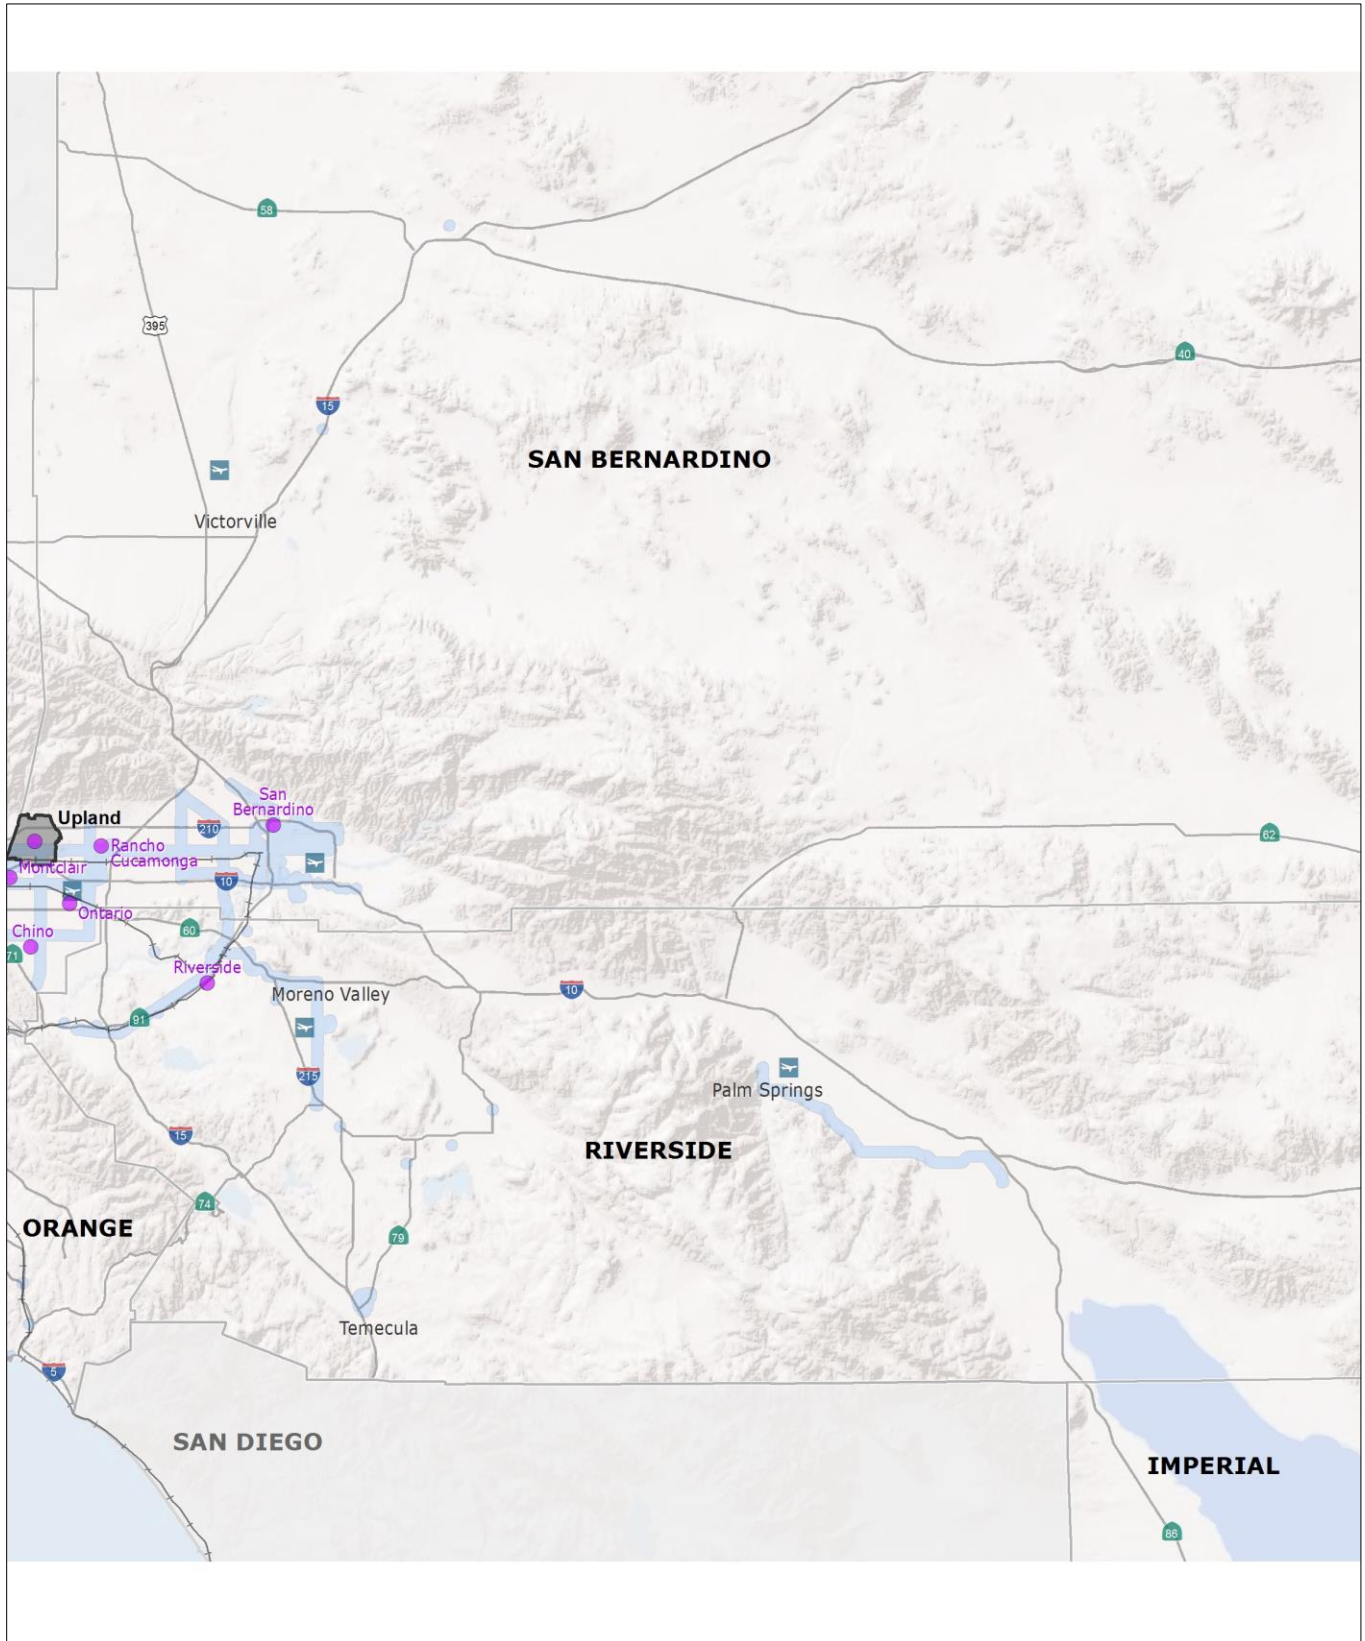 58
395
40
15
SAN BERNARDINO
Victorville
San
Bernardino
Upland
210
62
Rancho
Cucamonga
Montclair
10
Ontario
60
Chino
71
Riverside
10
Moreno Valley
91
215
Palm Springs
15
RIVERSIDE
74
ORANGE
79
Temecula
5
SAN DIEGO
IMPERIAL
86